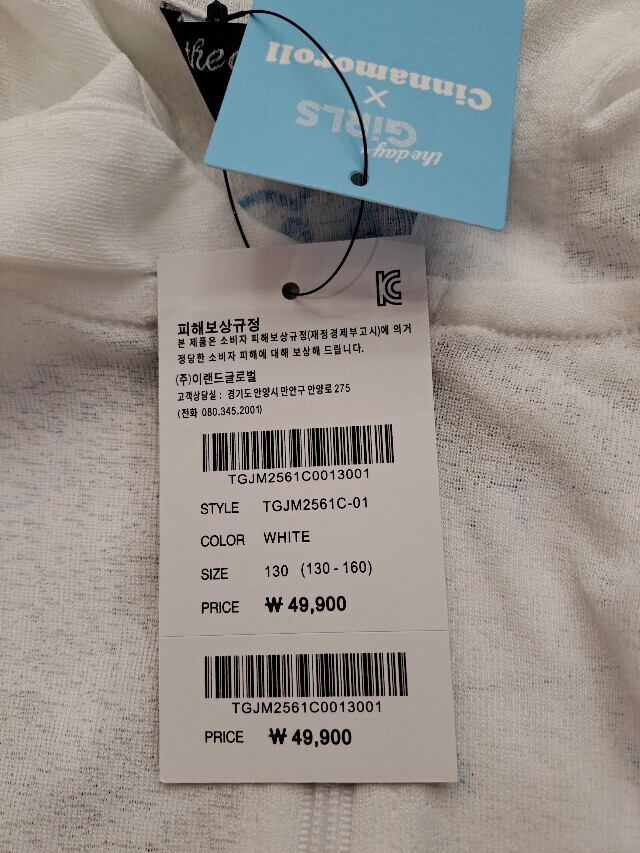 the d
the day
GiRLS
X
Cinnamoroll
KC
피해보상규정
본 제품은 소비자 피해보상규정(재정경제부고시)에 의거
정당한 소비자 피해에 대해 보상해 드립니다.
(주)이랜드글로벌
고객상담실 : 경기도 안양시 만안구 만양로 275
(전화 080.345.2001)
TGJM2561C0013001
STYLE TGJM2561C-01
COLOR WHITE
SIZE 130 (130-160)
PRICE ₩ 49,900
TGJM2561C0013001
PRICE ₩ 49,900